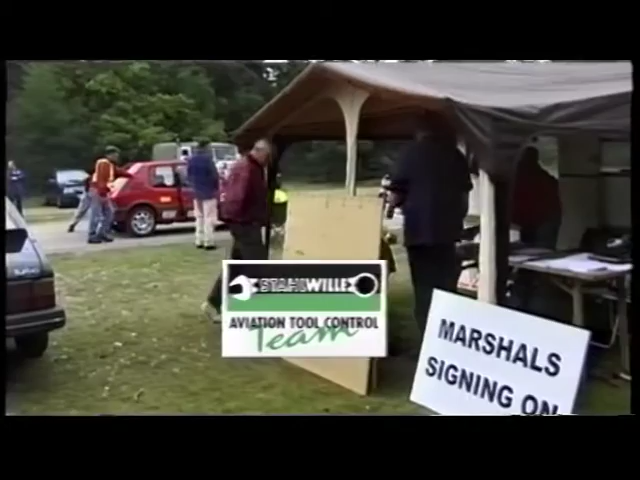 STAHLWILLE
AVIATION TOOL CONTROL
Team
MARSHALS
SIGNING ON